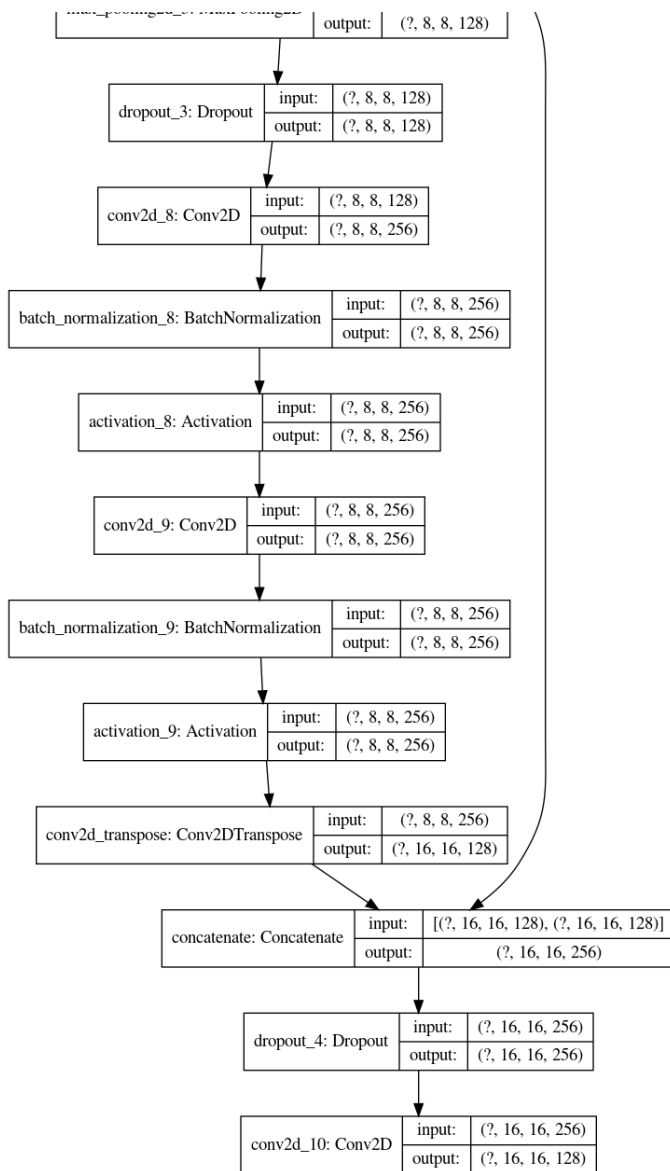 output: (?, 8, 8, 128)
dropout_3: Dropout
input: (?, 8, 8, 128)
output: (?, 8, 8, 128)
conv2d_8: Conv2D
input: (?, 8, 8, 128)
output: (?, 8, 8, 256)
batch_normalization_8: BatchNormalization
input: (?, 8, 8, 256)
output: (?, 8, 8, 256)
activation_8: Activation
input: (?, 8, 8, 256)
output: (?, 8, 8, 256)
conv2d_9: Conv2D
input: (?, 8, 8, 256)
output: (?, 8, 8, 256)
batch_normalization_9: BatchNormalization
input: (?, 8, 8, 256)
output: (?, 8, 8, 256)
activation_9: Activation
input: (?, 8, 8, 256)
output: (?, 8, 8, 256)
conv2d_transpose: Conv2DTranspose
input: (?, 8, 8, 256)
output: (?, 16, 16, 128)
concatenate: Concatenate
input: [(?, 16, 16, 128), (?, 16, 16, 128)]
output: (?, 16, 16, 256)
dropout_4: Dropout
input: (?, 16, 16, 256)
output: (?, 16, 16, 256)
conv2d_10: Conv2D
input: (?, 16, 16, 256)
output: (?, 16, 16, 128)